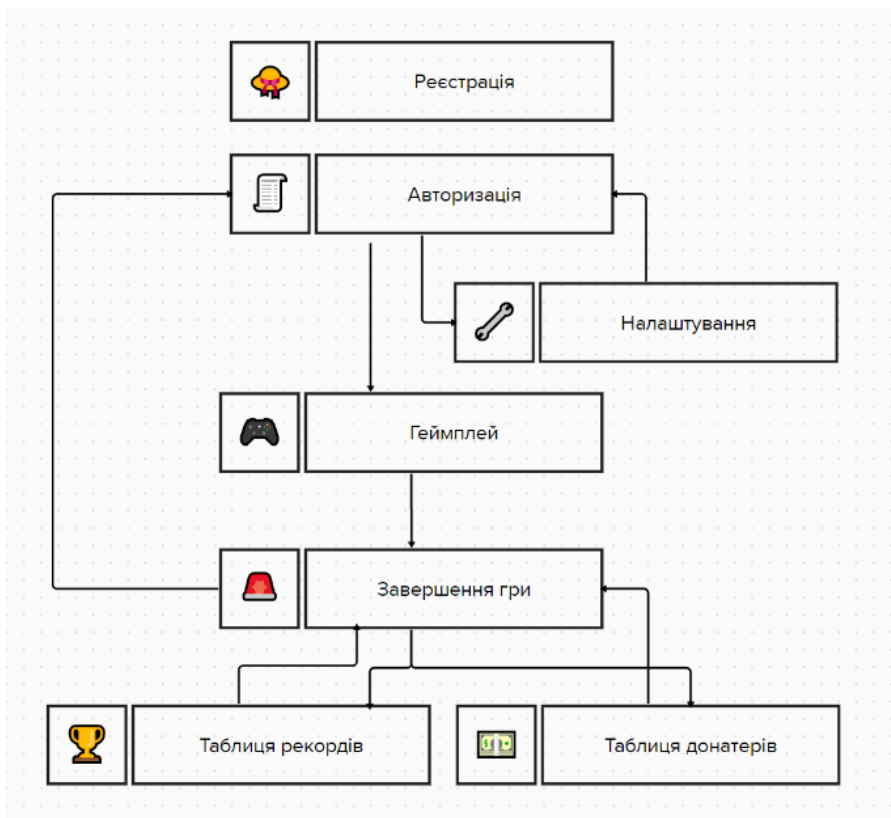 Реєстрація
Авторизація
Налаштування
Геймплей
Завершення гри
Таблиця рекордів
Таблиця донатерів